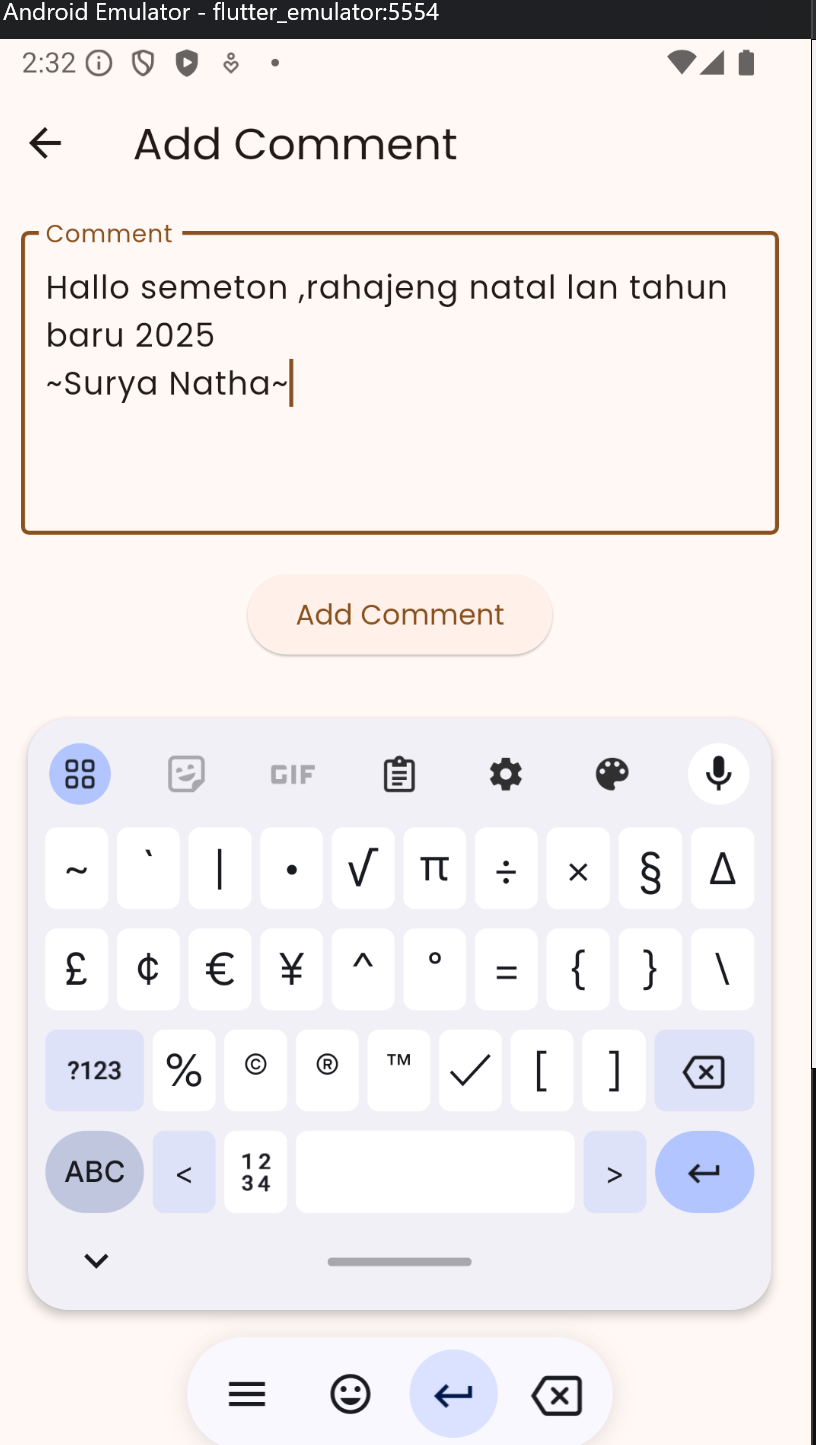 Android Emulator - flutter_emulator:5554
2:32
Add Comment
Comment
Hallo semeton ,rahajeng natal lan tahun
baru 2025
~Surya Natha~
Add Comment
GIF
~ ` | • √ π ÷ × § Δ
£ ¢ € ¥ ^ ° = { } \
?123 % © ® ™ ✓ [ ]
ABC < 1 2 3 4 >